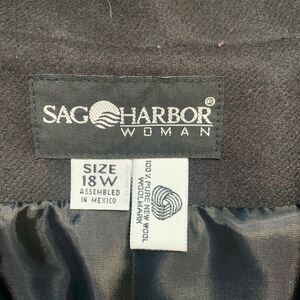 SAG HARBOR®
WOMAN
SIZE
18W
ASSEMBLED
IN MEXICO
100% PURE NEW WOOL
WOOLMARK